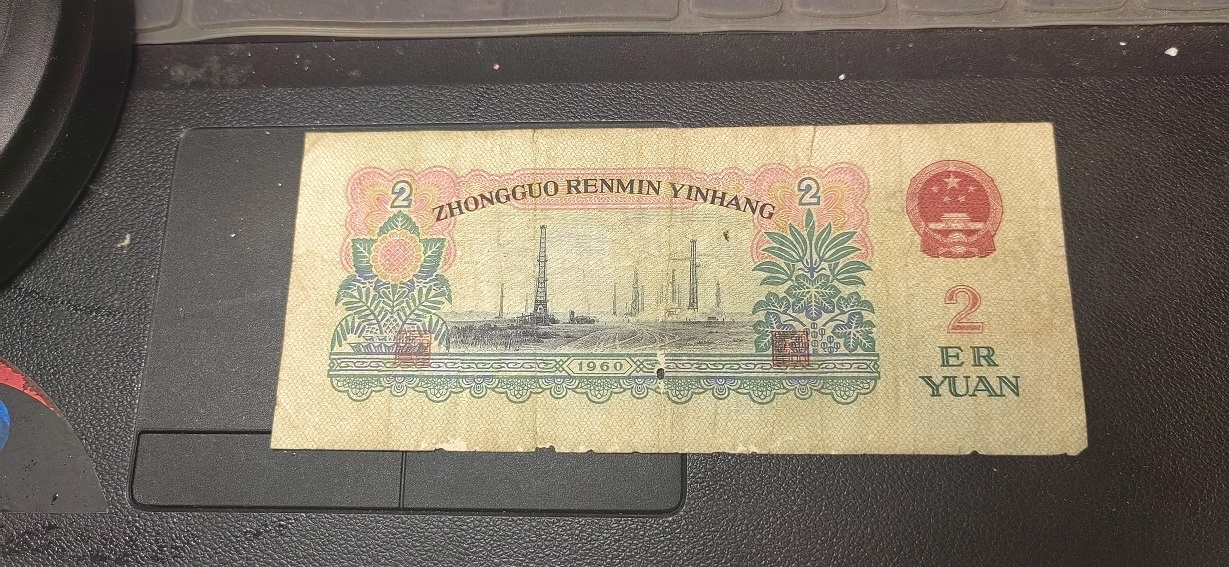 2
ZHONGGUO RENMIN YINHANG
2
1960
2
ER
YUAN